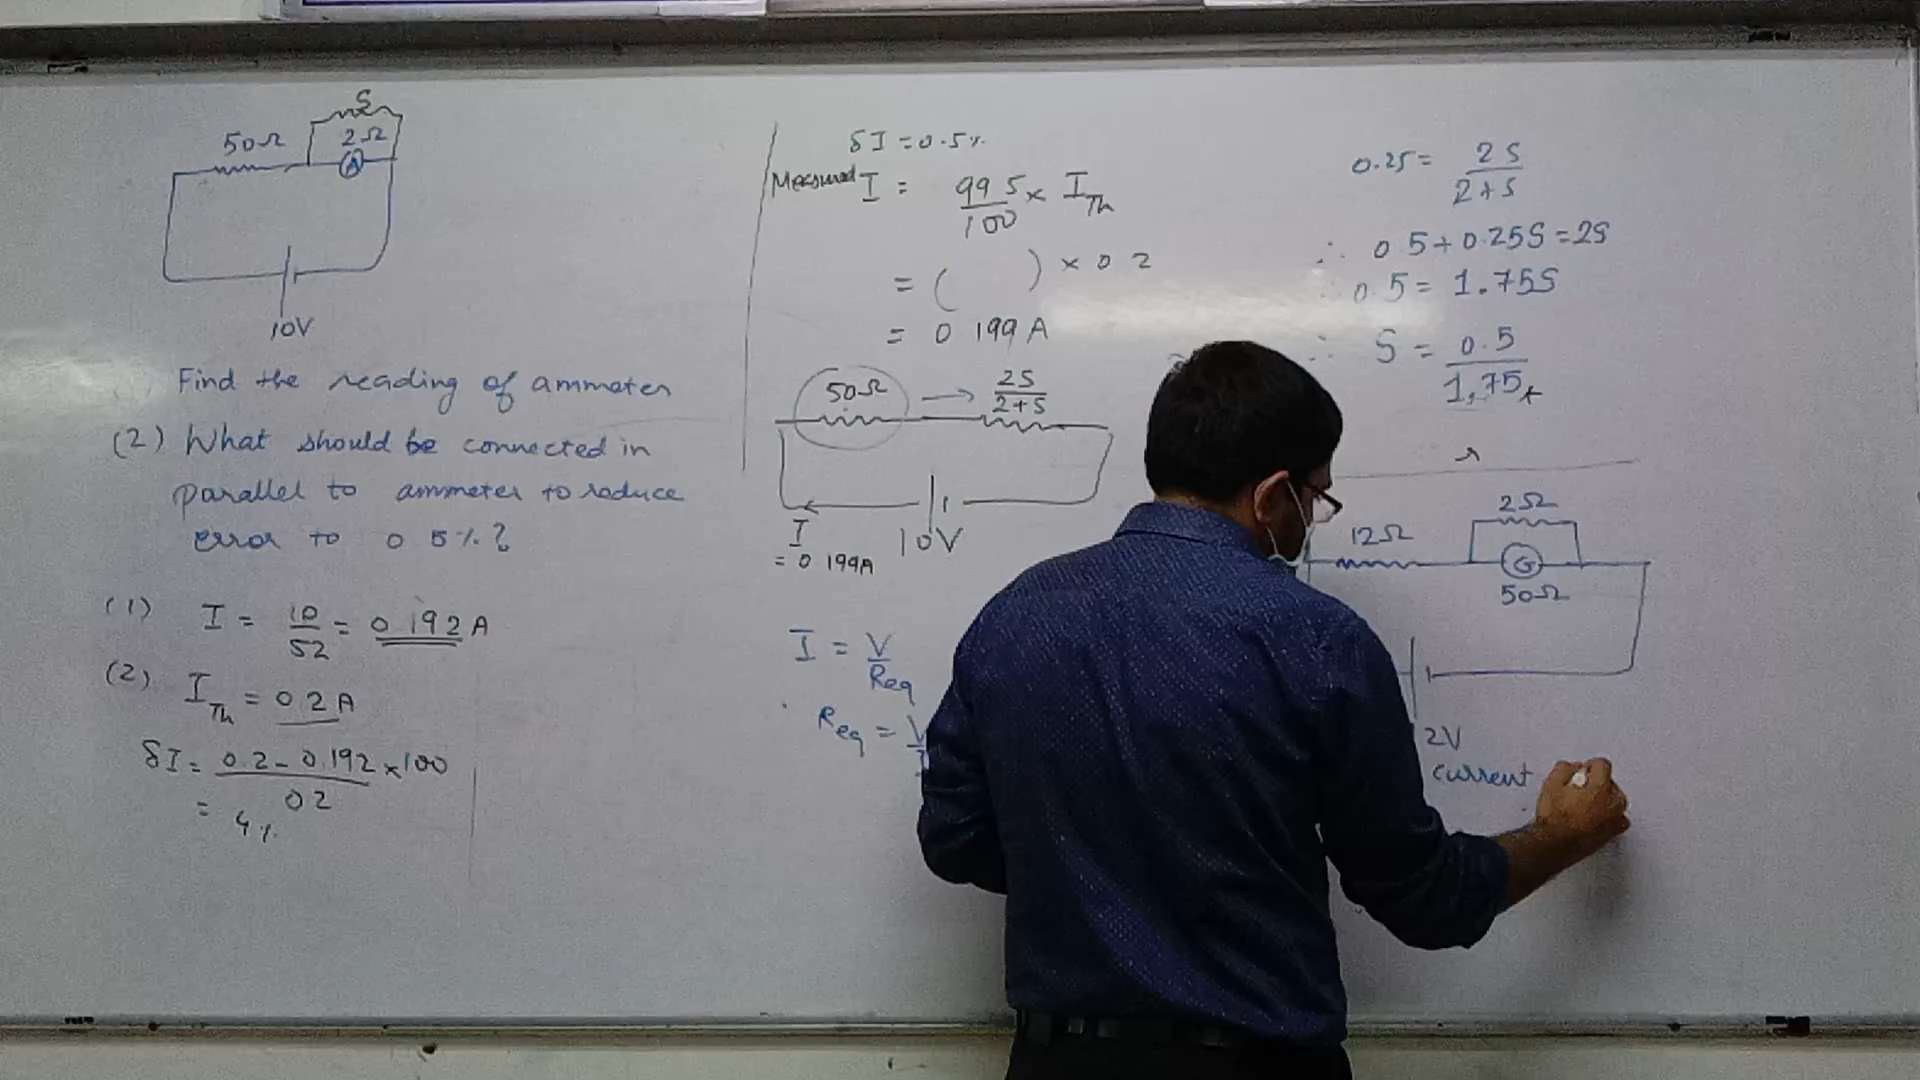 S
50Ω 2Ω
A
10V
Find the reading of ammeter
(2) What should be connected in
parallel to ammeter to reduce
error to 0.5%?
(1) I = 10/52 = 0.192 A
(2) I_Th = 0.2 A
δI = 0.2 - 0.192/0.2 × 100
= 4%
δI = 0.5%
Measured I = 99.5/100 × I_Th
= ( ) × 0.2
= 0.199 A
50Ω → 2S/2+S
I
= 0.199A
10V
I = V/Req
Req = V
0.25 = 2S/2+S
∴ 0.5 + 0.25S = 2S
∴ 0.5 = 1.75S
∴ S = 0.5/1.75
2Ω
12Ω
G
50Ω
2V
current